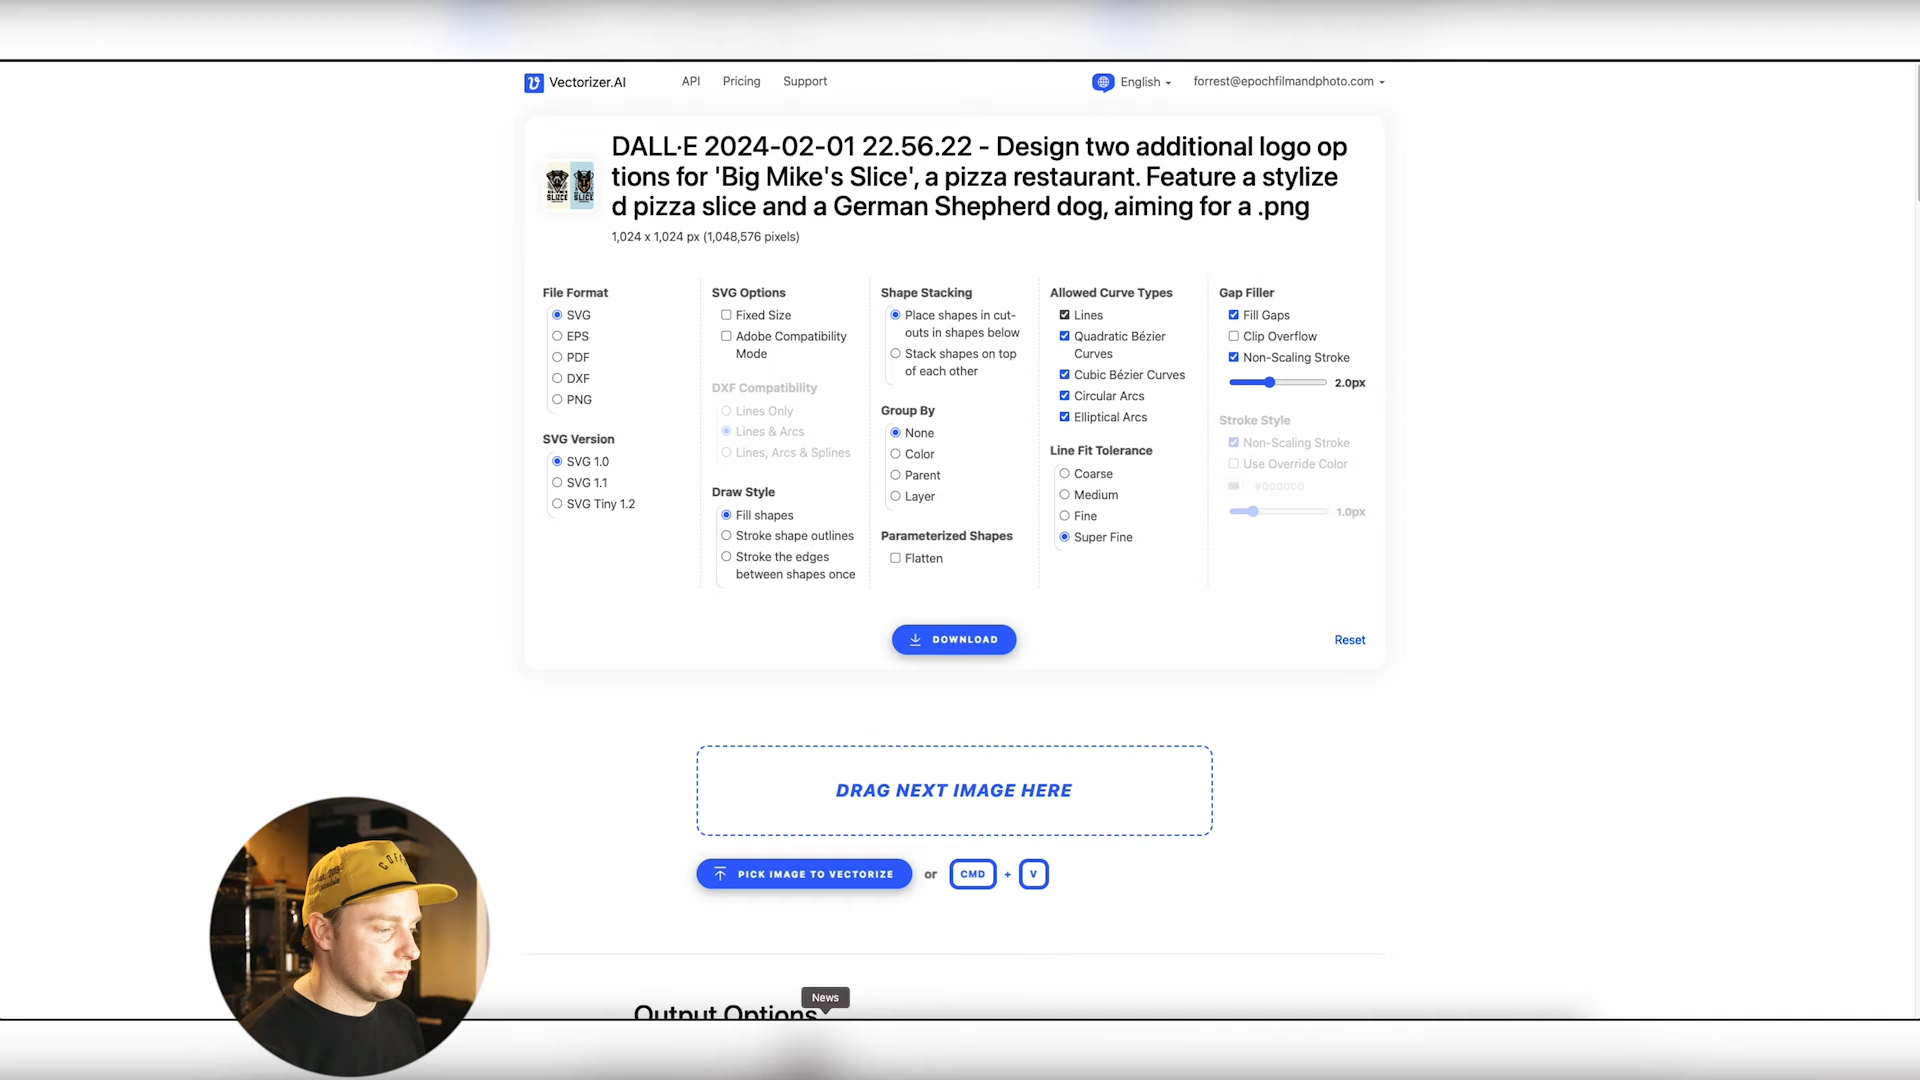 Vectorizer.AI
API
Pricing
Support
English
forrest@epochfilmandphoto.com
DALL·E 2024-02-01 22.56.22 - Design two additional logo op
tions for 'Big Mike's Slice', a pizza restaurant. Feature a stylize
d pizza slice and a German Shepherd dog, aiming for a .png
1,024 x 1,024 px (1,048,576 pixels)
File Format
SVG
EPS
PDF
DXF
PNG
SVG Version
SVG 1.0
SVG 1.1
SVG Tiny 1.2
SVG Options
Fixed Size
Adobe Compatibility
Mode
DXF Compatibility
Lines Only
Lines & Arcs
Lines, Arcs & Splines
Draw Style
Fill shapes
Stroke shape outlines
Stroke the edges
between shapes once
Shape Stacking
Place shapes in cut-
outs in shapes below
Stack shapes on top
of each other
Group By
None
Color
Parent
Layer
Parameterized Shapes
Flatten
Allowed Curve Types
Lines
Quadratic Bézier
Curves
Cubic Bézier Curves
Circular Arcs
Elliptical Arcs
Line Fit Tolerance
Coarse
Medium
Fine
Super Fine
Gap Filler
Fill Gaps
Clip Overflow
Non-Scaling Stroke
2.0px
Stroke Style
Non-Scaling Stroke
Use Override Color
#000000
1.0px
DOWNLOAD
Reset
DRAG NEXT IMAGE HERE
PICK IMAGE TO VECTORIZE or CMD + V
News
Output Options